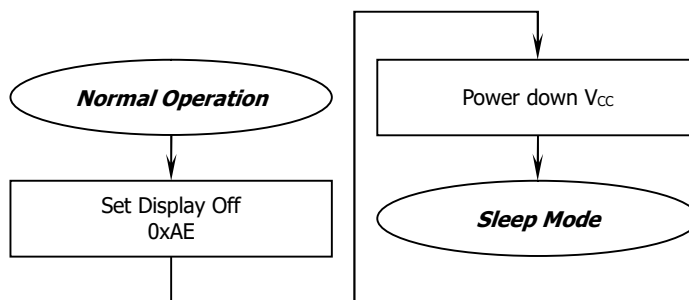 Normal Operation
Set Display Off
0xAE
Power down VCC
Sleep Mode